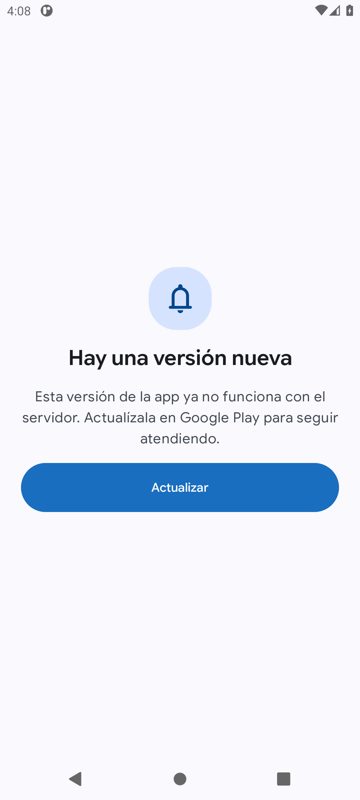 4:08
Hay una versión nueva
Esta versión de la app ya no funciona con el
servidor. Actualízala en Google Play para seguir
atendiendo.
Actualizar